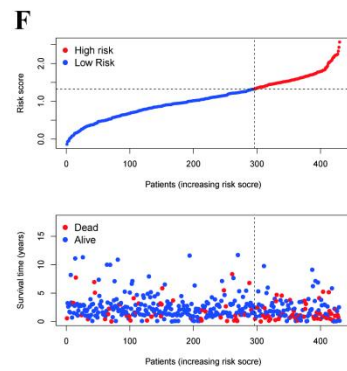 F
High risk
Low Risk
Risk score
2.0
1.0
0.0
0 100 200 300 400
Patients (increasing risk socre)
Dead
Alive
Survival time (years)
15
10
5
0
0 100 200 300 400
Patients (increasing risk socre)